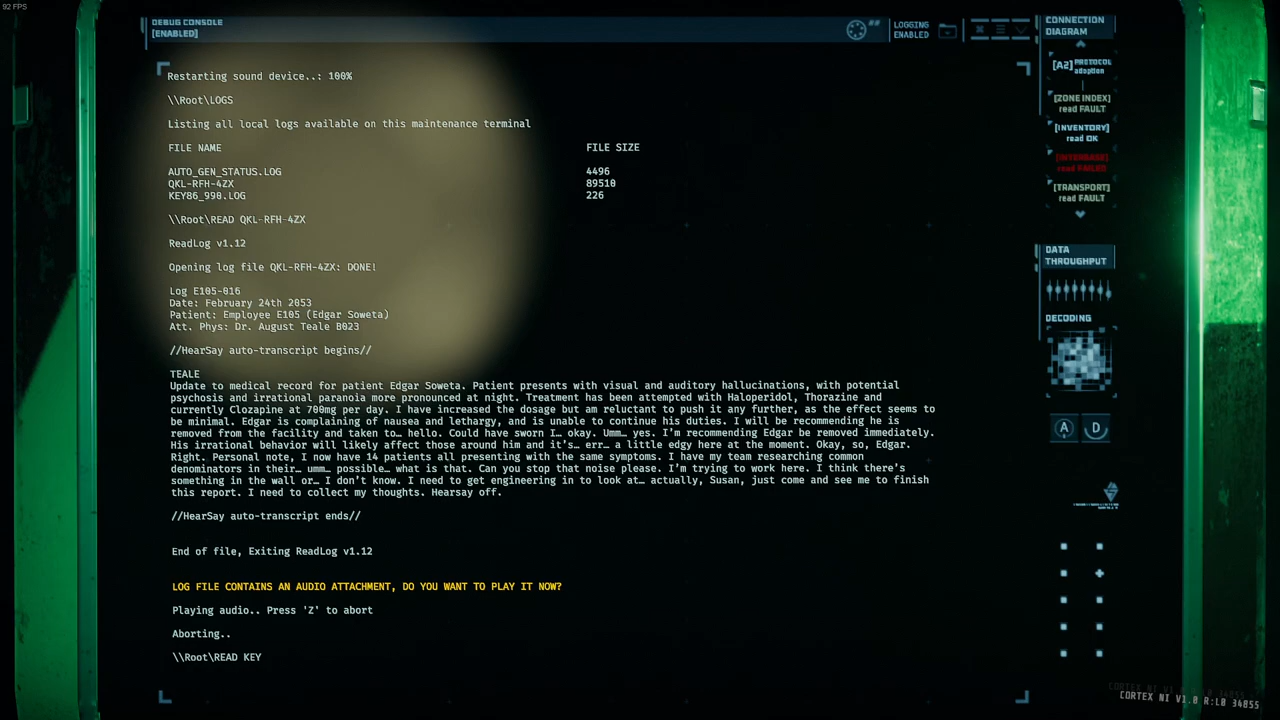 92 FPS
DEBUG CONSOLE
[ENABLED]
LOGGING
ENABLED
Restarting sound device..: 100%
\\Root\LOGS
Listing all local logs available on this maintenance terminal
FILE NAME FILE SIZE
AUTO_GEN_STATUS.LOG 4496
QKL-RFH-4ZX 89510
KEY86_990.LOG 226
\\Root\READ QKL-RFH-4ZX
ReadLog v1.12
Opening log file QKL-RFH-4ZX: DONE!
Log E105-016
Date: February 24th 2053
Patient: Employee E105 (Edgar Soweta)
Att. Phys: Dr. August Teale B023
//HearSay auto-transcript begins//
TEALE
Update to medical record for patient Edgar Soweta. Patient presents with visual and auditory hallucinations, with potential
psychosis and irrational paranoia more pronounced at night. Treatment has been attempted with Haloperidol, Thorazine and
currently Clozapine at 700mg per day. I have increased the dosage but am reluctant to push it any further, as the effect seems to
be minimal. Edgar is complaining of nausea and lethargy, and is unable to continue his duties. I will be recommending he is
removed from the facility and taken to… hello. Could have sworn I… okay. Umm… yes. I'm recommending Edgar be removed immediately.
His irrational behavior will likely affect those around him and it's… err… a little edgy here at the moment. Okay, so, Edgar.
Right. Personal note, I now have 14 patients all presenting with the same symptoms. I have my team researching common
denominators in their… umm… possible… what is that. Can you stop that noise please. I'm trying to work here. I think there's
something in the wall or… I don't know. I need to get engineering in to look at… actually, Susan, just come and see me to finish
this report. I need to collect my thoughts. Hearsay off.
//HearSay auto-transcript ends//
End of file, Exiting ReadLog v1.12
LOG FILE CONTAINS AN AUDIO ATTACHMENT, DO YOU WANT TO PLAY IT NOW?
Playing audio.. Press 'Z' to abort
Aborting..
\\Root\READ KEY
CONNECTION
DIAGRAM
[A2] PROTOCOL
adaption
[ZONE INDEX]
read FAULT
[INVENTORY]
read OK
[INTERBASE]
read FAILED
[TRANSPORT]
read FAULT
DATA
THROUGHPUT
DECODING
A D
CORTEX NI V1.0 R:L0 34855